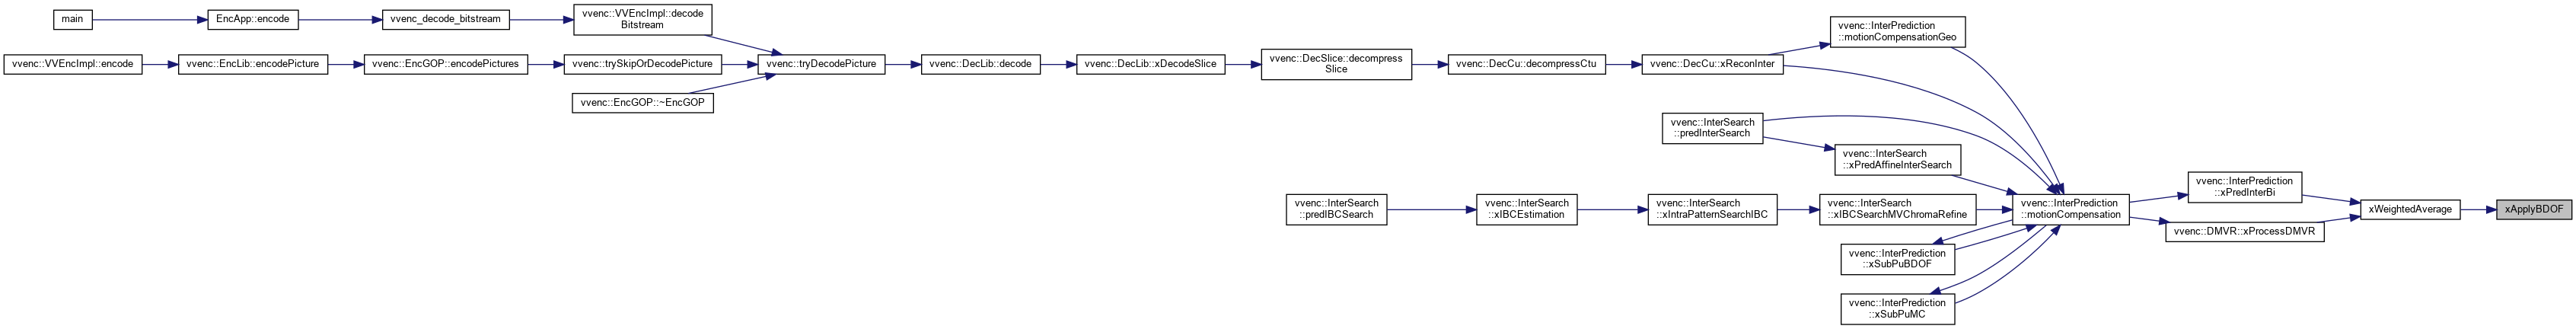 main
EncApp::encode
vvenc_decode_bitstream
vvenc::VVEncImpl::decode
Bitstream
vvenc::VVEncImpl::encode
vvenc::EncLib::encodePicture
vvenc::EncGOP::encodePictures
vvenc::trySkipOrDecodePicture
vvenc::EncGOP::~EncGOP
vvenc::tryDecodePicture
vvenc::DecLib::decode
vvenc::DecLib::xDecodeSlice
vvenc::DecSlice::decompress
Slice
vvenc::DecCu::decompressCtu
vvenc::DecCu::xReconInter
vvenc::InterPrediction
::motionCompensationGeo
vvenc::InterSearch
::predInterSearch
vvenc::InterSearch
::xPredAffineInterSearch
vvenc::InterSearch
::predIBCSearch
vvenc::InterSearch
::xIBCEstimation
vvenc::InterSearch
::xIntraPatternSearchIBC
vvenc::InterSearch
::xIBCSearchMVChromaRefine
vvenc::InterPrediction
::xSubPuBDOF
vvenc::InterPrediction
::xSubPuMC
vvenc::InterPrediction
::motionCompensation
vvenc::InterPrediction
::xPredInterBi
vvenc::DMVR::xProcessDMVR
xWeightedAverage
xApplyBDOF